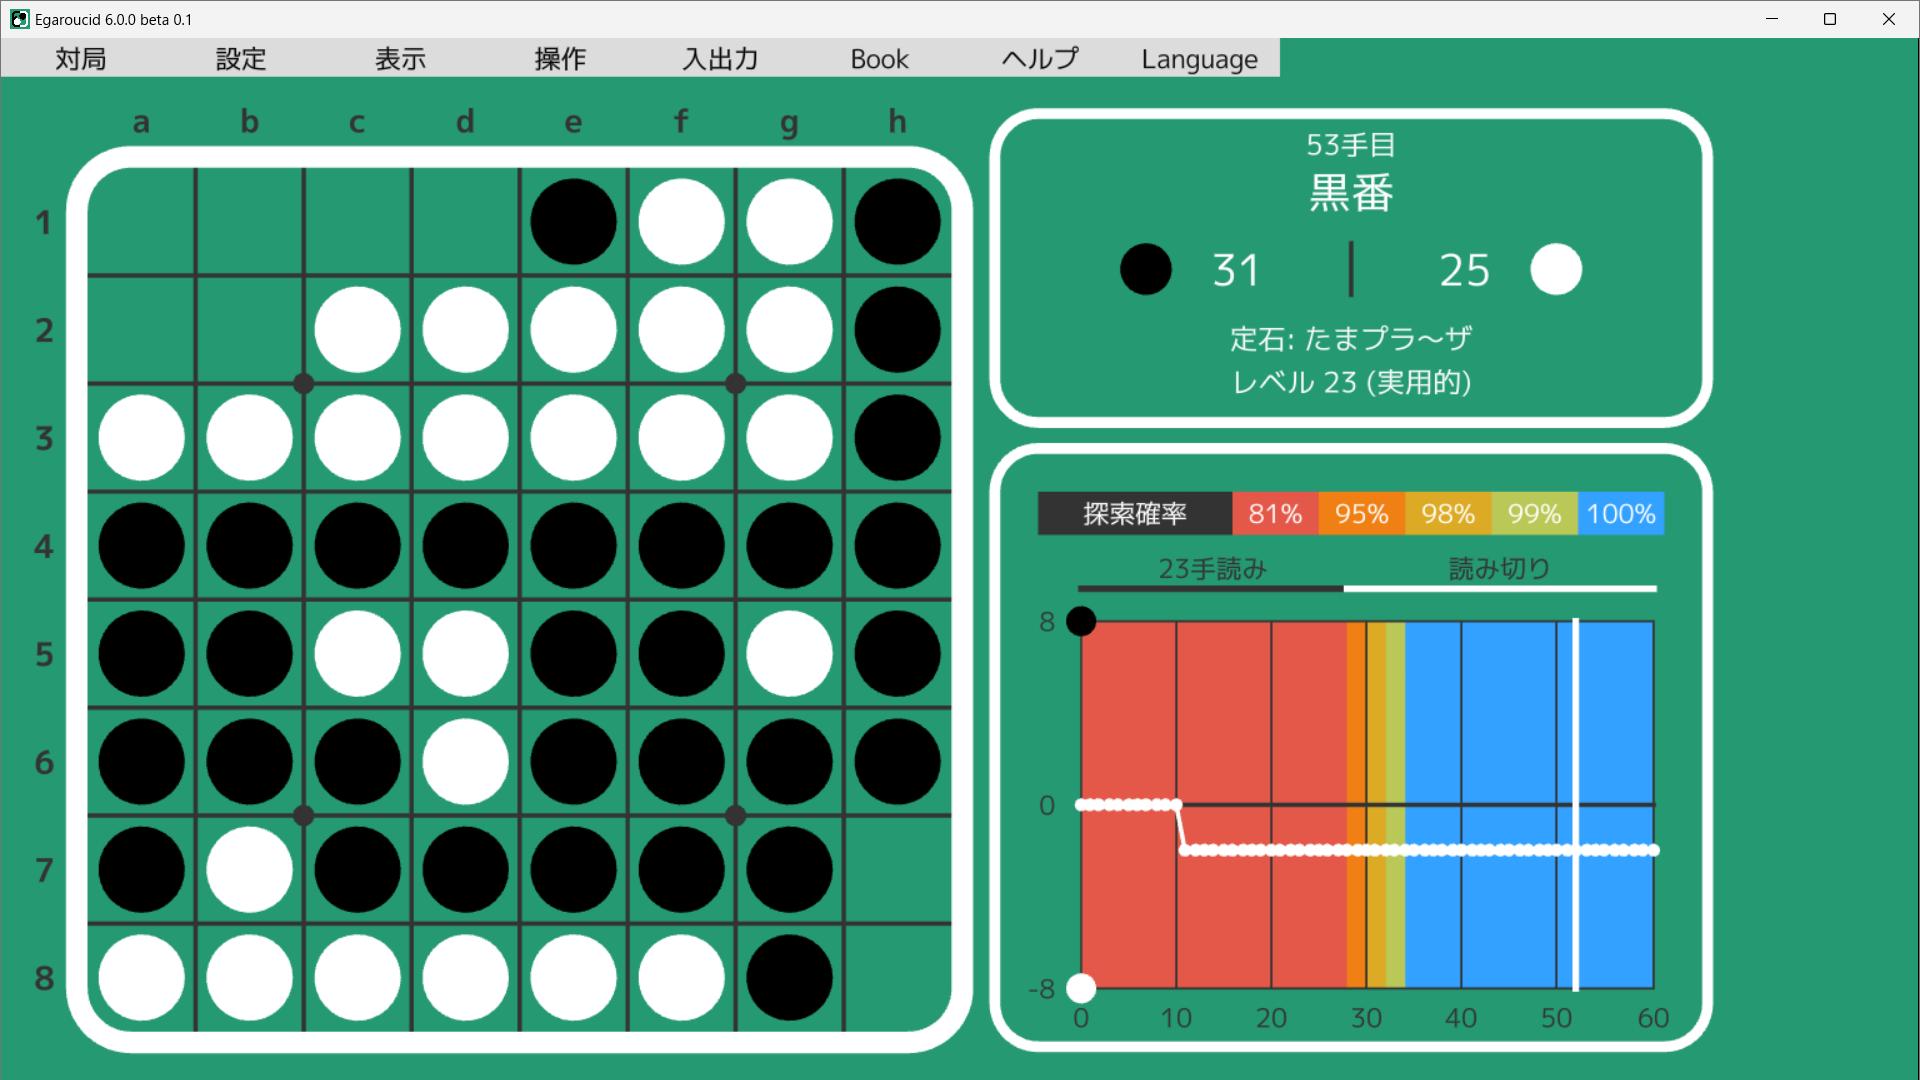 Egaroucid 6.0.0 beta 0.1
対局 設定 表示 操作 入出力 Book ヘルプ Language
a b c d e f g h
1
2
3
4
5
6
7
8
53手目
黒番
31 25
定石: たまプラ〜ザ
レベル 23 (実用的)
探索確率 81% 95% 98% 99% 100%
23手読み 読み切り
8
0
-8
0 10 20 30 40 50 60